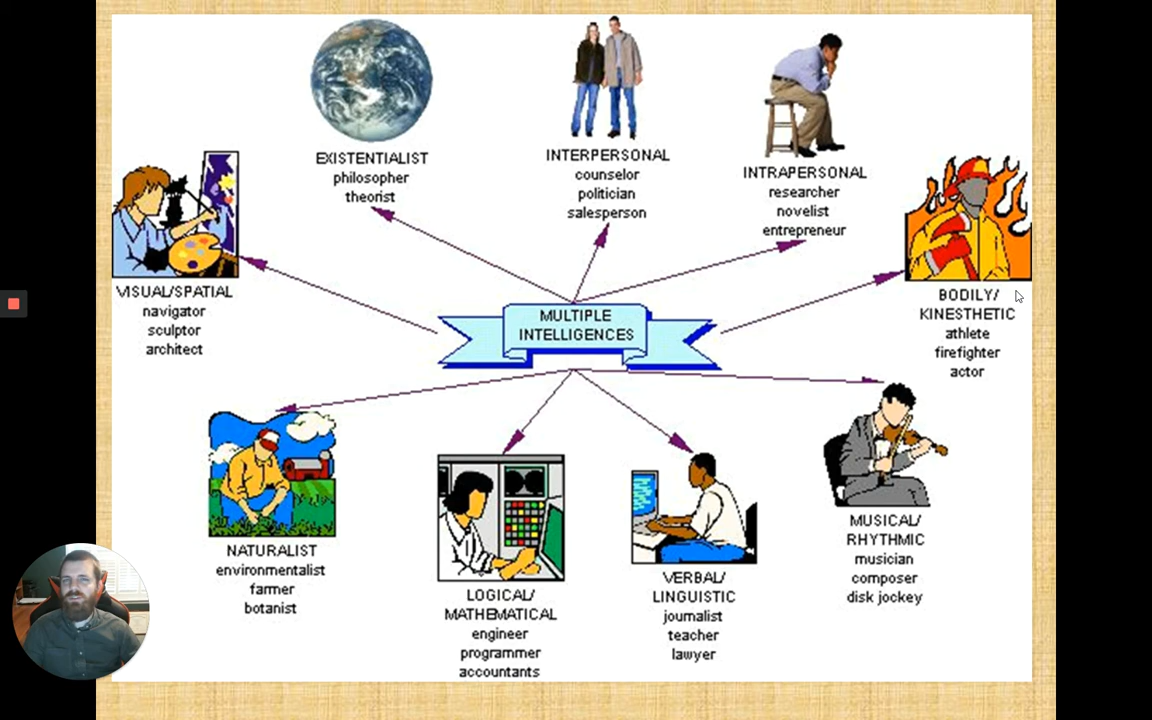 EXISTENTIALIST
philosopher
theorist
INTERPERSONAL
counselor
politician
salesperson
INTRAPERSONAL
researcher
novelist
entrepreneur
VISUAL/SPATIAL
navigator
sculptor
architect
MULTIPLE
INTELLIGENCES
BODILY/
KINESTHETIC
athlete
firefighter
actor
NATURALIST
environmentalist
farmer
botanist
LOGICAL/
MATHEMATICAL
engineer
programmer
accountants
VERBAL/
LINGUISTIC
journalist
teacher
lawyer
MUSICAL/
RHYTHMIC
musician
composer
disk jockey